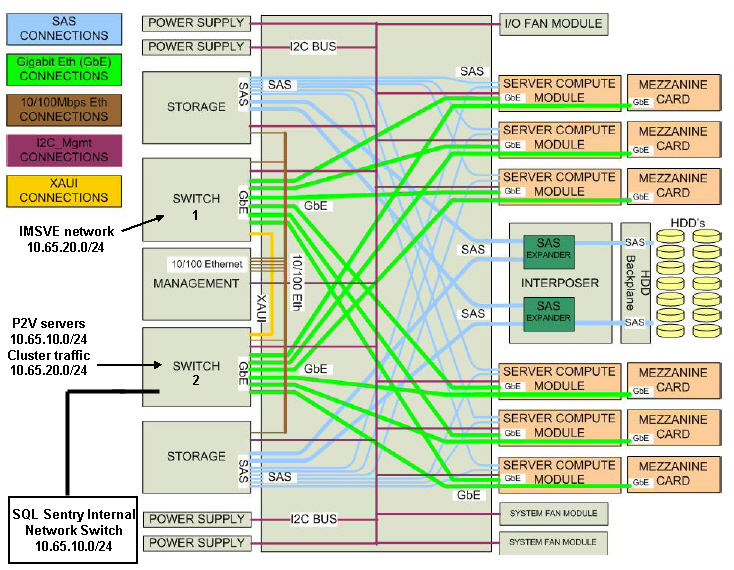 SAS
CONNECTIONS
Gigabit Eth (GbE)
CONNECTIONS
10/100Mbps Eth
CONNECTIONS
I2C_Mgmt
CONNECTIONS
XAUI
CONNECTIONS
IMSVE network
10.65.20.0/24
P2V servers
10.65.10.0/24
Cluster traffic
10.65.20.0/24
SQL Sentry Internal
Network Switch
10.65.10.0/24
POWER SUPPLY
POWER SUPPLY
I2C BUS
STORAGE
SAS
SAS
SWITCH
1
GbE
GbE
10/100 Ethernet
MANAGEMENT
XAUI
10/100 Eth
SWITCH
2
GbE
GbE
STORAGE
SAS
SAS
POWER SUPPLY
I2C BUS
POWER SUPPLY
I/O FAN MODULE
SAS
SERVER COMPUTE
GbE
MODULE
MEZZANINE
GbE
CARD
SERVER COMPUTE
GbE
MODULE
MEZZANINE
GbE
CARD
SERVER COMPUTE
GbE
MODULE
MEZZANINE
GbE
CARD
SAS
SAS
SAS
EXPANDER
INTERPOSER
SAS
EXPANDER
SAS
SAS
HDD
Backplane
HDD's
SERVER COMPUTE
GbE
MODULE
MEZZANINE
GbE
CARD
SERVER COMPUTE
GbE
MODULE
MEZZANINE
GbE
CARD
SERVER COMPUTE
GbE
MODULE
MEZZANINE
GbE
CARD
GbE
SYSTEM FAN MODULE
SYSTEM FAN MODULE